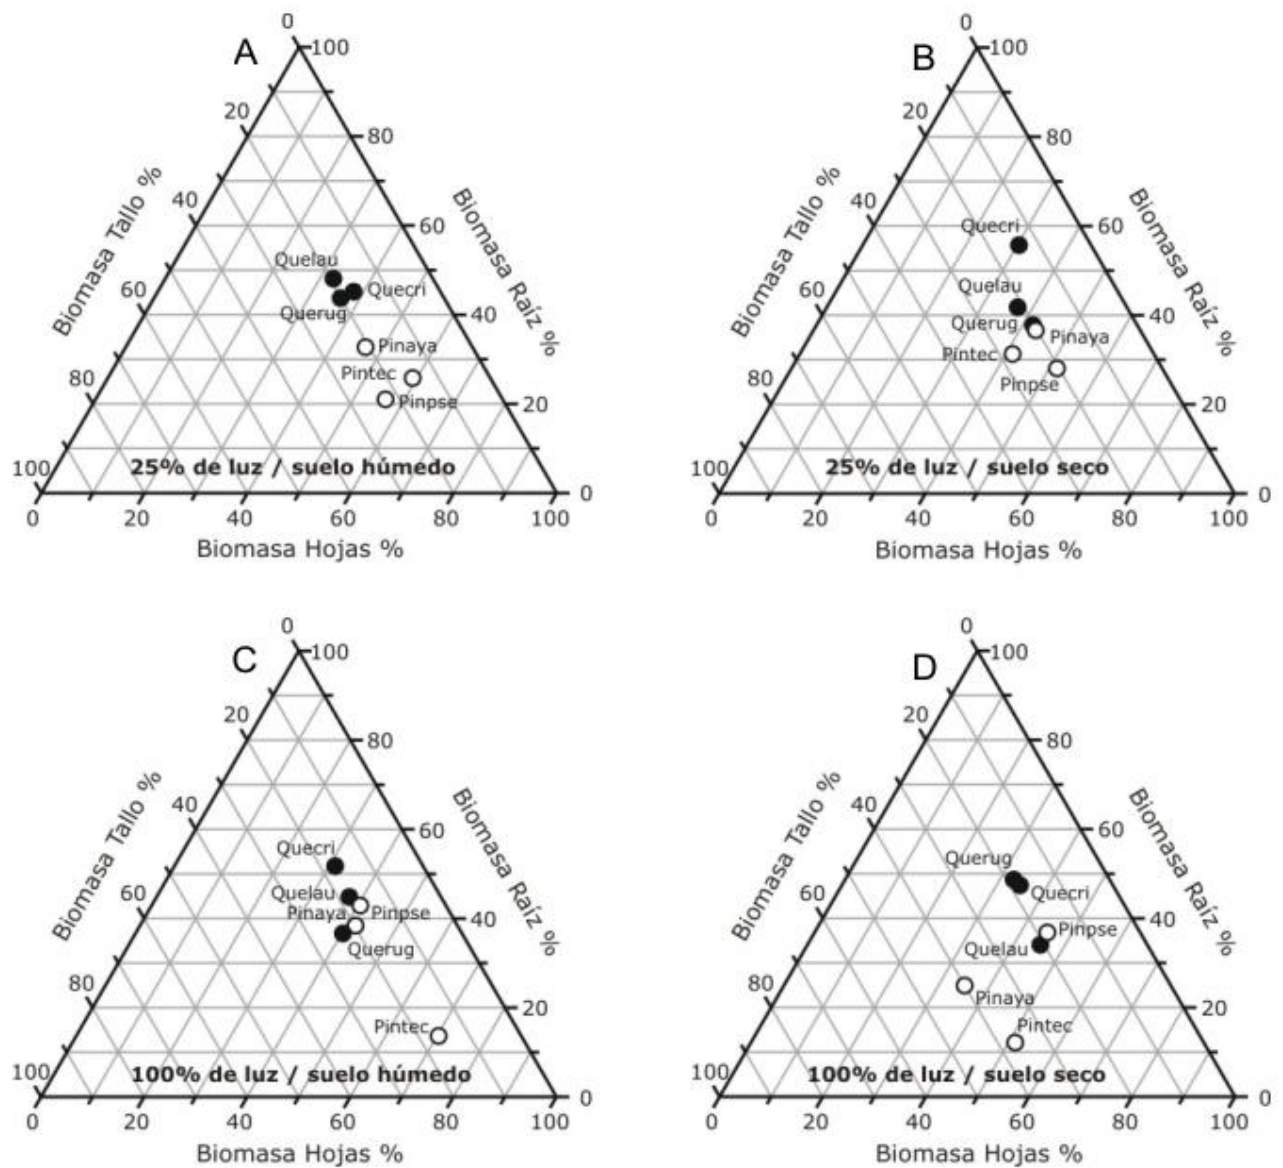 A
0
100
20
80
40
60
60
40
80
20
100
0
Biomasa Tallo %
Biomasa Raíz %
Quelau
Quecri
Querug
Pinaya
Pintec
Pinpse
25% de luz / suelo húmedo
0 20 40 60 80 100
Biomasa Hojas %
B
0
100
20
80
40
60
60
40
80
20
100
0
Biomasa Tallo %
Biomasa Raíz %
Quecri
Quelau
Querug
Pinaya
Pintec
Pinpse
25% de luz / suelo seco
0 20 40 60 80 100
Biomasa Hojas %
C
0
100
20
80
40
60
60
40
80
20
100
0
Biomasa Tallo %
Biomasa Raíz %
Quecri
Quelau
Pinaya
Pinpse
Querug
Pintec
100% de luz / suelo húmedo
0 20 40 60 80 100
Biomasa Hojas %
D
0
100
20
80
40
60
60
40
80
20
100
0
Biomasa Tallo %
Biomasa Raíz %
Querug
Quecri
Pinpse
Quelau
Pinaya
Pintec
100% de luz / suelo seco
0 20 40 60 80 100
Biomasa Hojas %